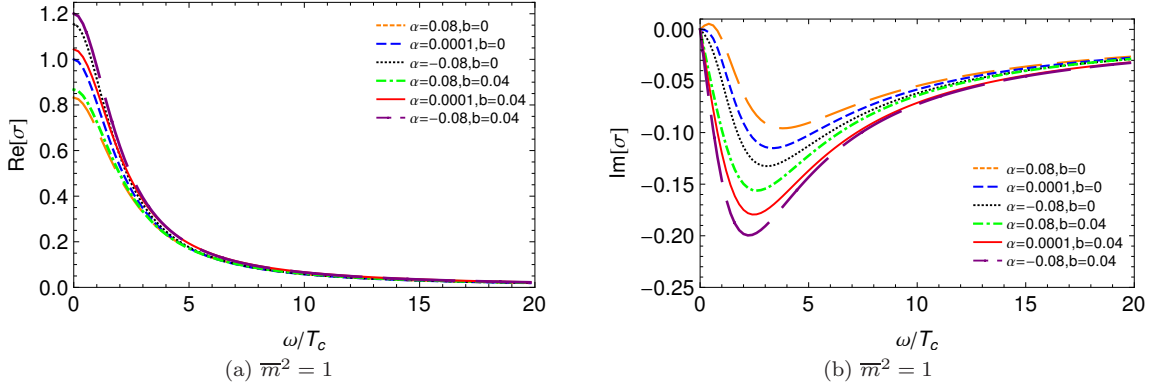 Re[σ]
1.2
1.0
0.8
0.6
0.4
0.2
0.0
0
5
10
15
20
ω/Tc
α=0.08,b=0
α=0.0001,b=0
α=−0.08,b=0
α=0.08,b=0.04
α=0.0001,b=0.04
α=−0.08,b=0.04
(a) m̅² = 1
Im[σ]
0.00
−0.05
−0.10
−0.15
−0.20
−0.25
0
5
10
15
20
ω/Tc
α=0.08,b=0
α=0.0001,b=0
α=−0.08,b=0
α=0.08,b=0.04
α=0.0001,b=0.04
α=−0.08,b=0.04
(b) m̅² = 1